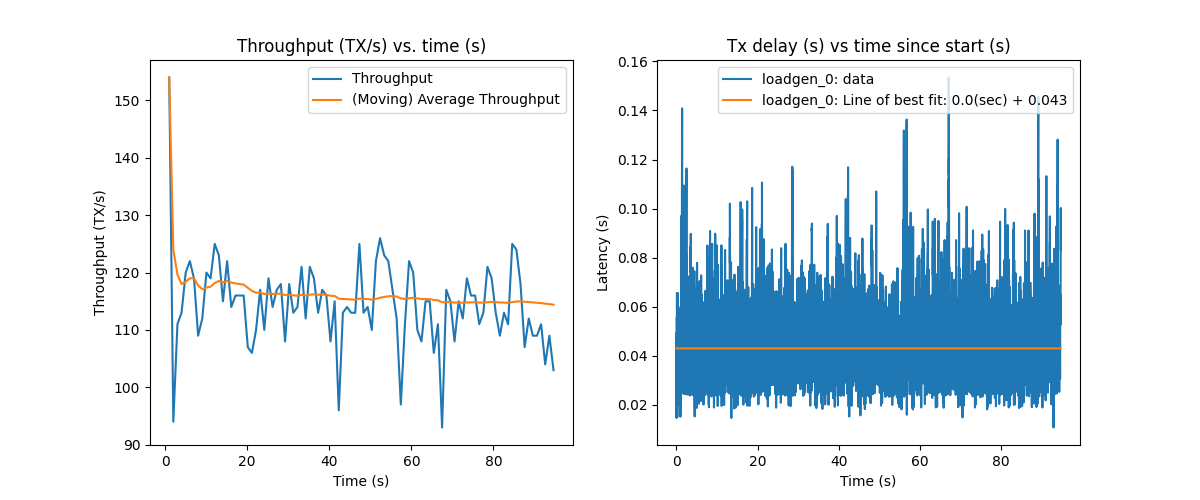 Throughput (TX/s) vs. time (s)
Throughput
(Moving) Average Throughput
150
140
130
120
110
100
90
Throughput (TX/s)
0
20
40
60
80
Time (s)
Tx delay (s) vs time since start (s)
loadgen_0: data
loadgen_0: Line of best fit: 0.0(sec) + 0.043
0.16
0.14
0.12
0.10
0.08
0.06
0.04
0.02
Latency (s)
0
20
40
60
80
Time (s)